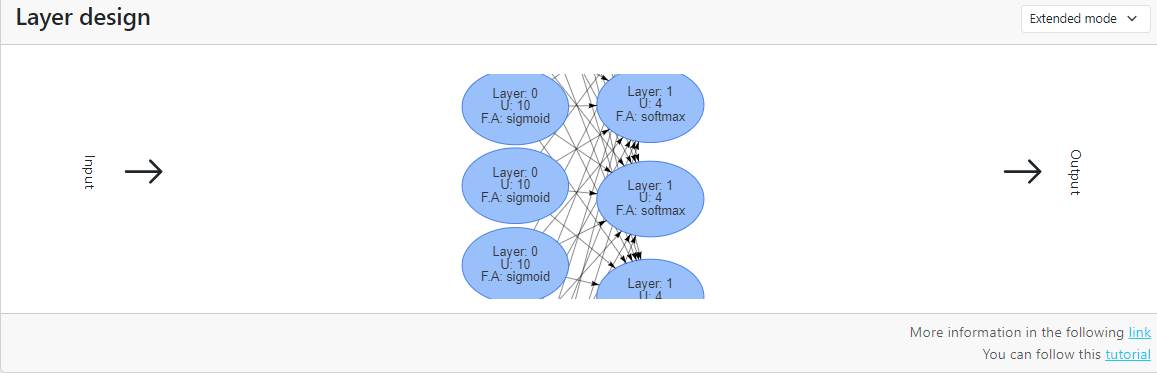 Layer design
Extended mode
Input
Layer: 0
U: 10
F.A: sigmoid
Layer: 0
U: 10
F.A: sigmoid
Layer: 0
U: 10
F.A: sigmoid
Layer: 1
U: 4
F.A: softmax
Layer: 1
U: 4
F.A: softmax
Layer: 1
U: 4
Output
More information in the following link
You can follow this tutorial